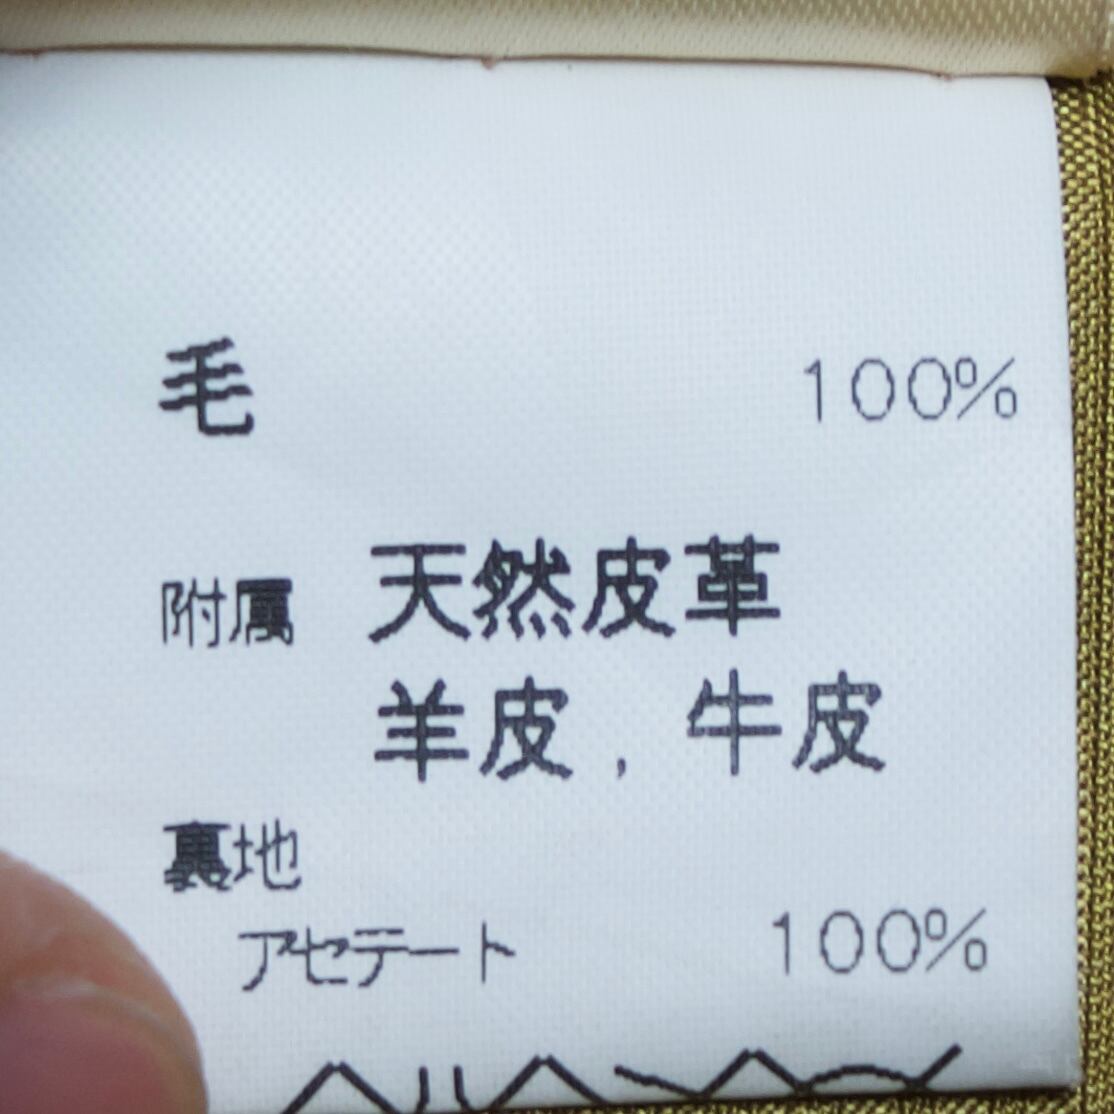 毛 100%
附属 天然皮革
羊皮，牛皮
裏地
アセテート 100%